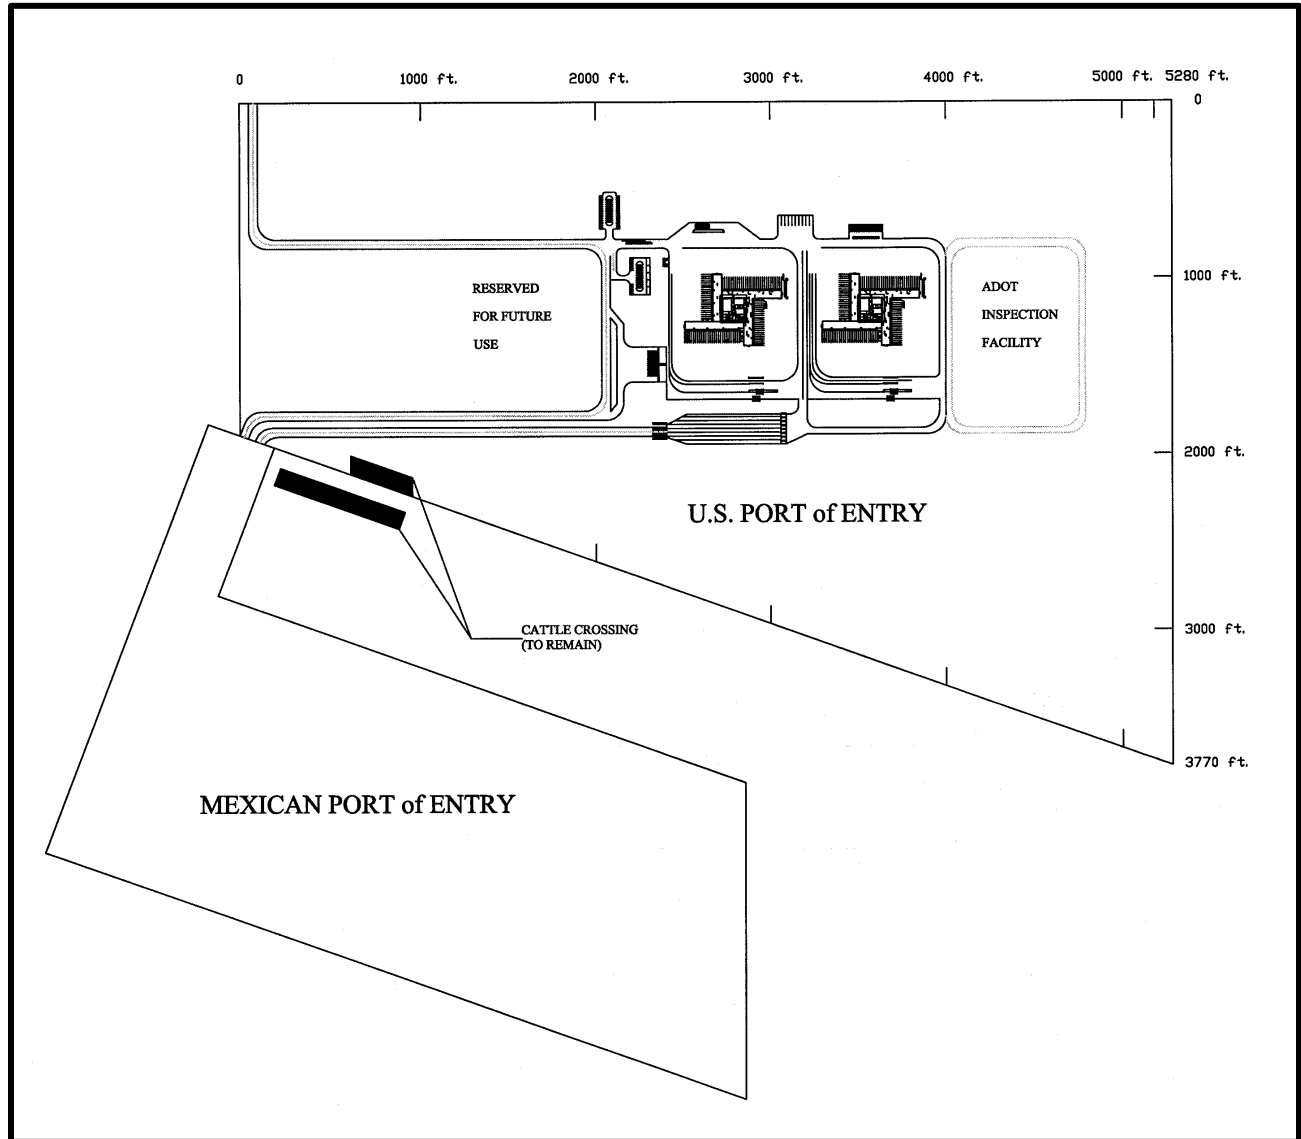 0 1000 ft. 2000 ft. 3000 ft. 4000 ft. 5000 ft. 5280 ft.
0
1000 ft.
RESERVED
FOR FUTURE
USE
ADOT
INSPECTION
FACILITY
2000 ft.
U.S. PORT of ENTRY
3000 ft.
CATTLE CROSSING
(TO REMAIN)
3770 ft.
MEXICAN PORT of ENTRY